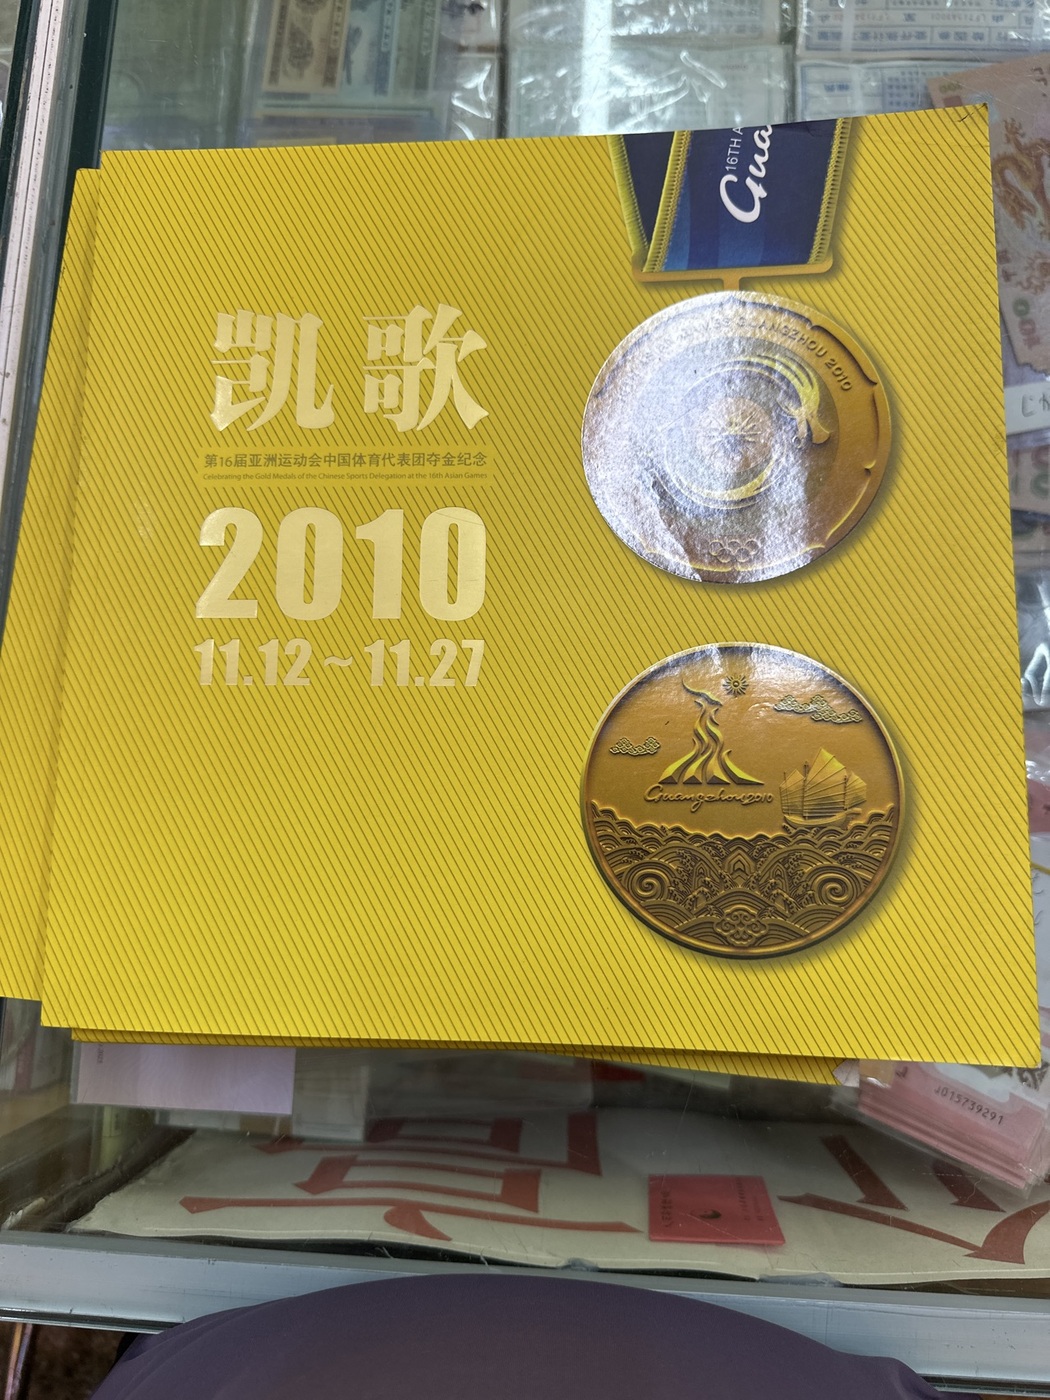 16TH A
Gua
GUANGZHOU 2010
凯歌
第16届亚洲运动会中国体育代表团夺金纪念
Celebrating the Gold Medals of the Chinese Sports Delegation at the 16th Asian Games
2010
11.12~11.27
Guangzhou2010
J015739291